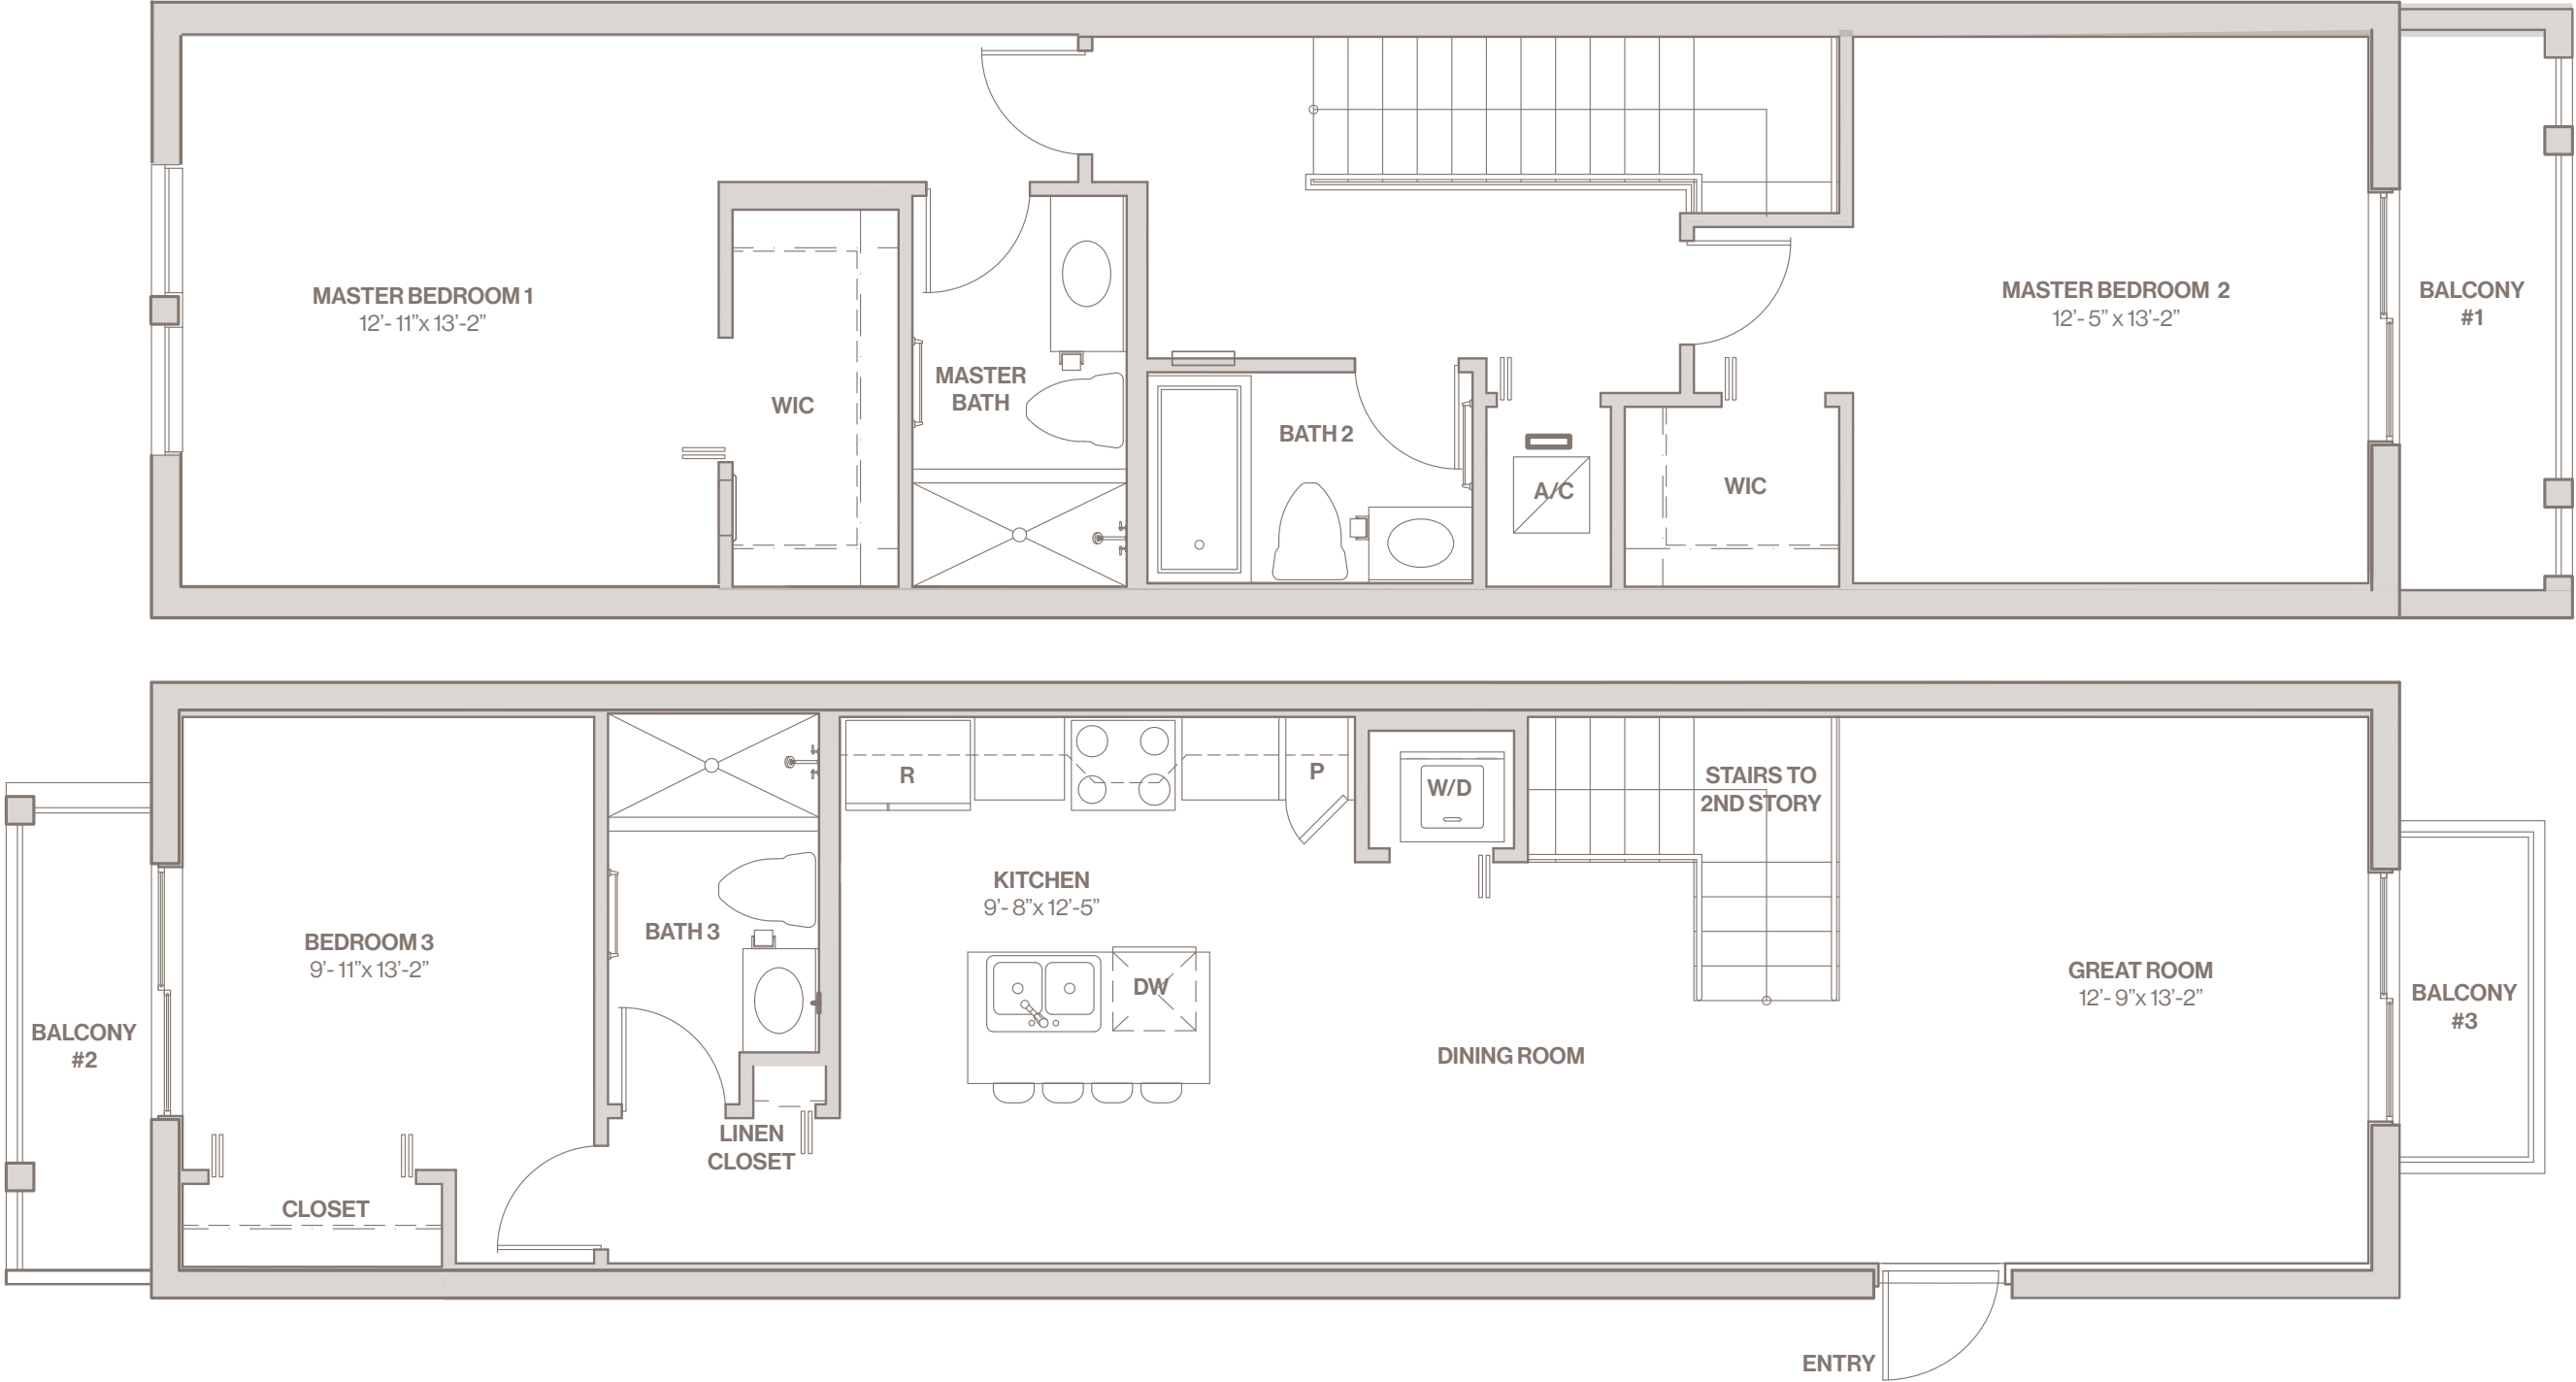 MASTER BEDROOM 1
12’- 11”x 13’-2”
WIC
MASTER
BATH
BATH 2
A/C
WIC
MASTER BEDROOM 2
12’- 5” x 13’-2”
BALCONY
#1
BALCONY
#2
BEDROOM 3
9’- 11”x 13’-2”
CLOSET
BATH 3
LINEN
CLOSET
R
P
KITCHEN
9’- 8”x 12’-5”
DW
W/D
DINING ROOM
STAIRS TO
2ND STORY
GREAT ROOM
12’- 9”x 13’-2”
BALCONY
#3
ENTRY